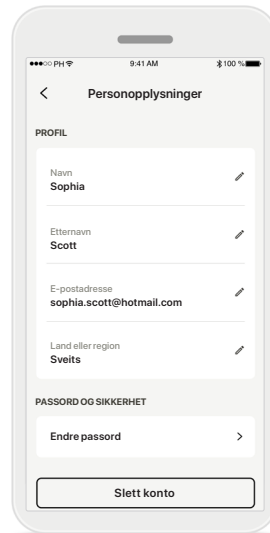 PH 9:41 AM 100 %
Personopplysninger
PROFIL
Navn
Sophia
Etternavn
Scott
E-postadresse
sophia.scott@hotmail.com
Land eller region
Sveits
PASSORD OG SIKKERHET
Endre passord
Slett konto